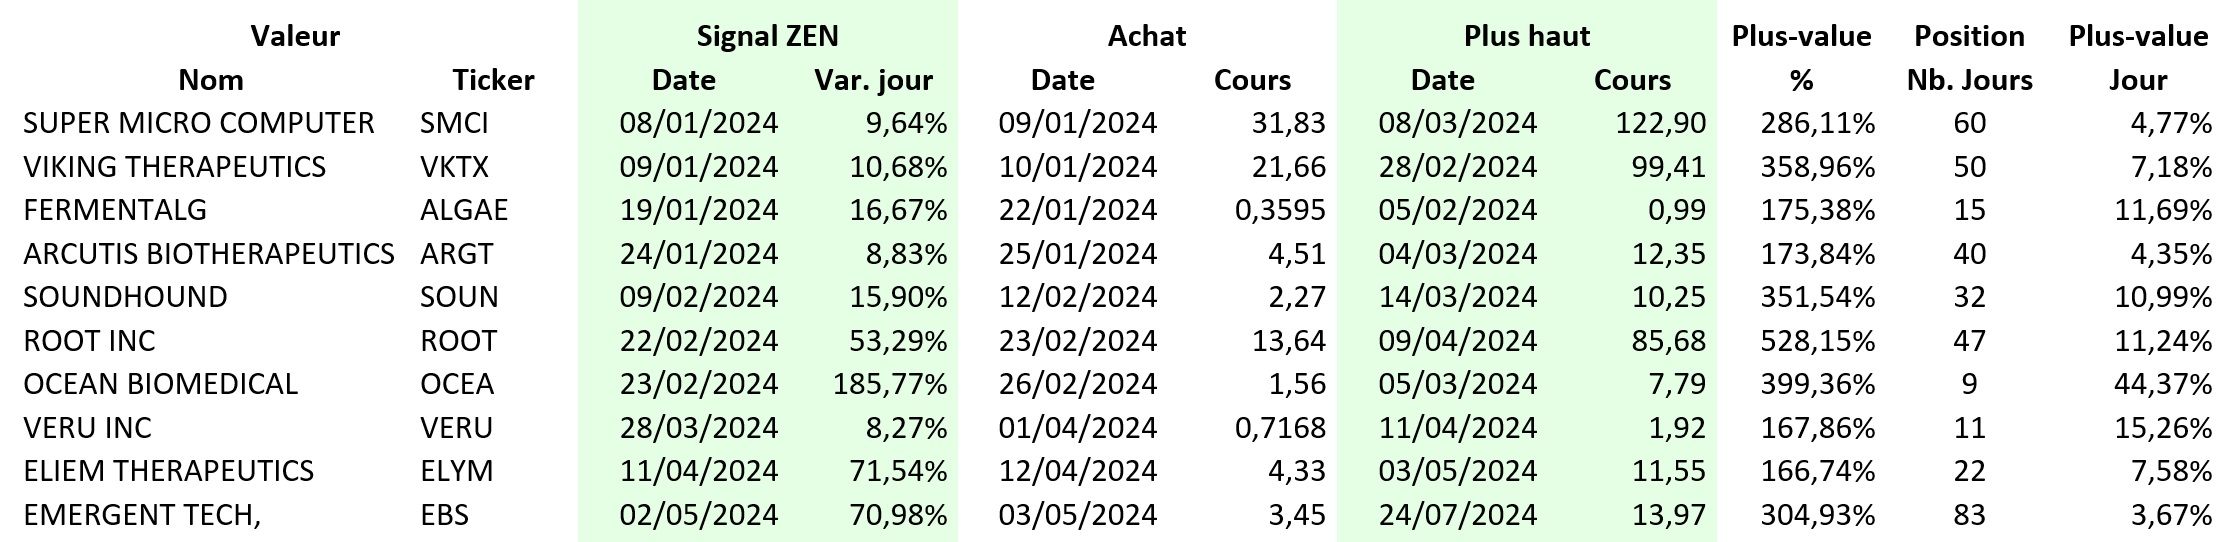 Valeur Signal ZEN Achat Plus haut Plus-value Position Plus-value
Nom Ticker Date Var. jour Date Cours Date Cours % Nb. Jours Jour
SUPER MICRO COMPUTER SMCI 08/01/2024 9,64% 09/01/2024 31,83 08/03/2024 122,90 286,11% 60 4,77%
VIKING THERAPEUTICS VKTX 09/01/2024 10,68% 10/01/2024 21,66 28/02/2024 99,41 358,96% 50 7,18%
FERMENTALG ALGAE 19/01/2024 16,67% 22/01/2024 0,3595 05/02/2024 0,99 175,38% 15 11,69%
ARCUTIS BIOTHERAPEUTICS ARGT 24/01/2024 8,83% 25/01/2024 4,51 04/03/2024 12,35 173,84% 40 4,35%
SOUNDHOUND SOUN 09/02/2024 15,90% 12/02/2024 2,27 14/03/2024 10,25 351,54% 32 10,99%
ROOT INC ROOT 22/02/2024 53,29% 23/02/2024 13,64 09/04/2024 85,68 528,15% 47 11,24%
OCEAN BIOMEDICAL OCEA 23/02/2024 185,77% 26/02/2024 1,56 05/03/2024 7,79 399,36% 9 44,37%
VERU INC VERU 28/03/2024 8,27% 01/04/2024 0,7168 11/04/2024 1,92 167,86% 11 15,26%
ELIEM THERAPEUTICS ELYM 11/04/2024 71,54% 12/04/2024 4,33 03/05/2024 11,55 166,74% 22 7,58%
EMERGENT TECH, EBS 02/05/2024 70,98% 03/05/2024 3,45 24/07/2024 13,97 304,93% 83 3,67%